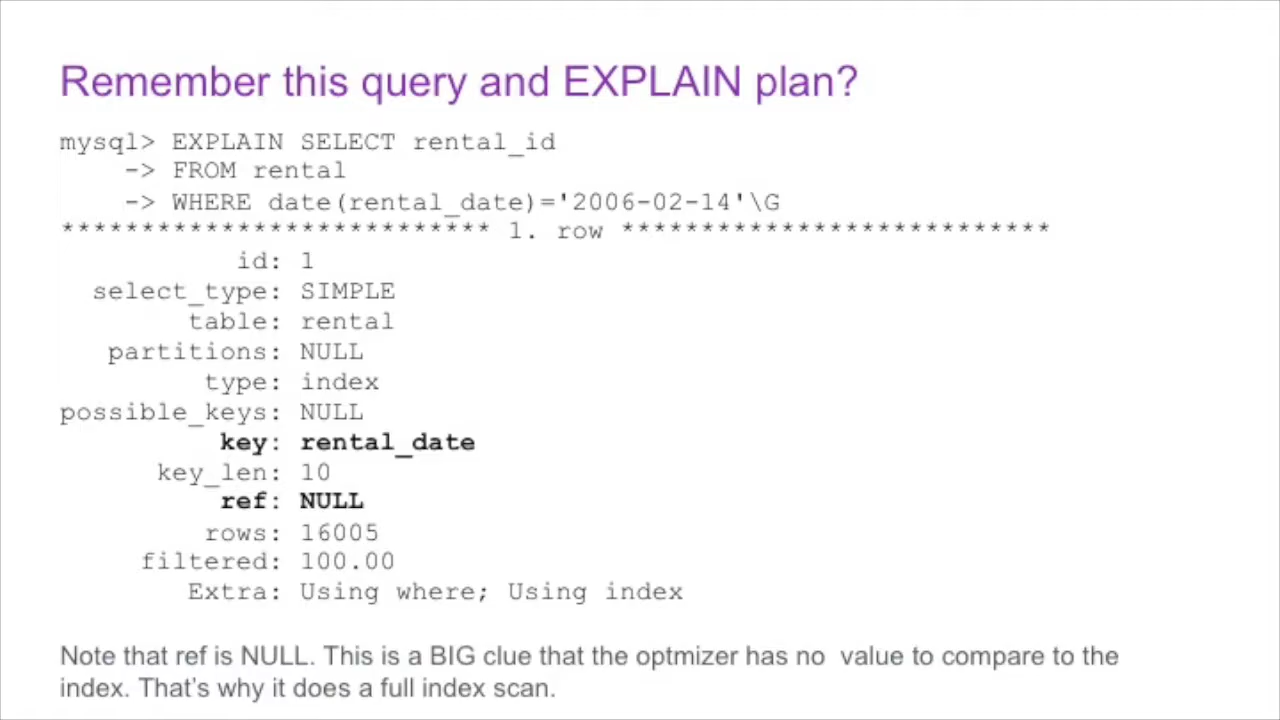 Remember this query and EXPLAIN plan?
mysql> EXPLAIN SELECT rental_id
-> FROM rental
-> WHERE date(rental_date)='2006-02-14'\G
*************************** 1. row ***************************
id: 1
select_type: SIMPLE
table: rental
partitions: NULL
type: index
possible_keys: NULL
key: rental_date
key_len: 10
ref: NULL
rows: 16005
filtered: 100.00
Extra: Using where; Using index
Note that ref is NULL. This is a BIG clue that the optmizer has no value to compare to the
index. That's why it does a full index scan.